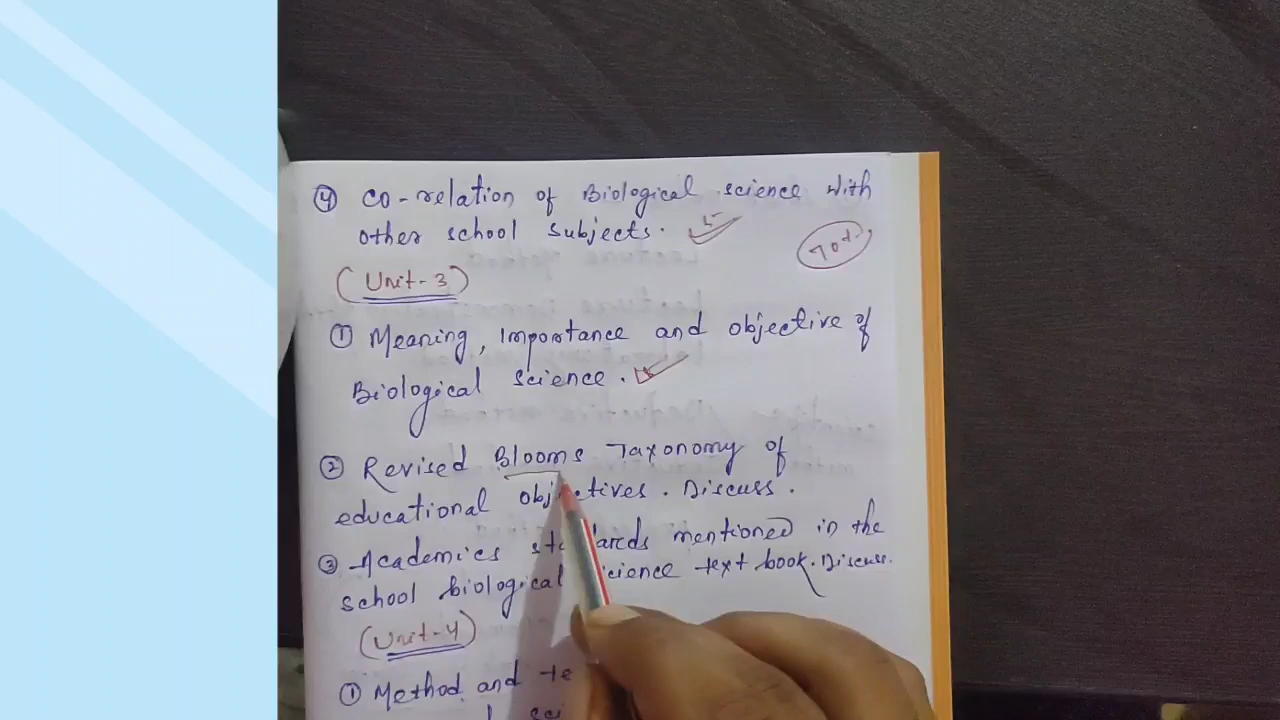 ④ Co-relation of Biological science with
other school subjects.
70%
(Unit-3)
① Meaning, importance and objective of
Biological science.
② Revised Blooms Taxonomy of
educational objectives. Discuss.
③ Academics standards mentioned in the
school biological science text book. Discuss.
(Unit-4)
① Method and